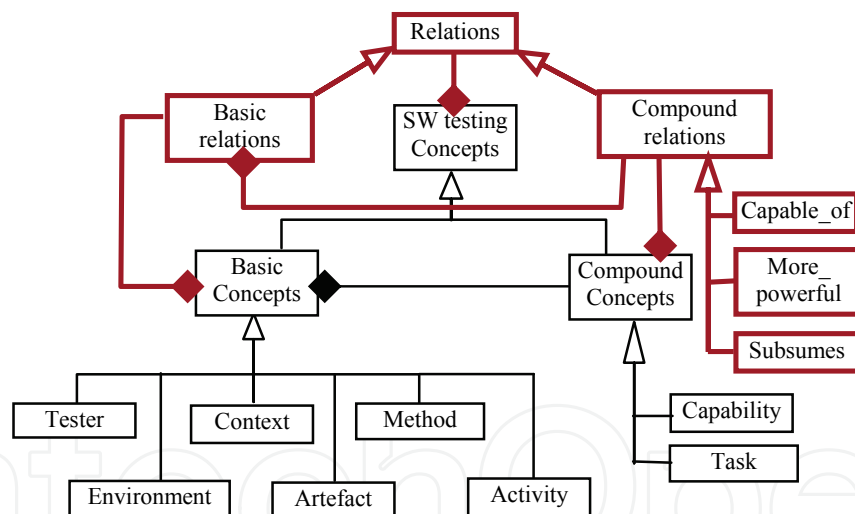 Relations
Basic
relations
SW testing
Concepts
Compound
relations
Capable_of
More_
powerful
Subsumes
Basic
Concepts
Compound
Concepts
Tester
Context
Method
Capability
Task
Environment
Artefact
Activity